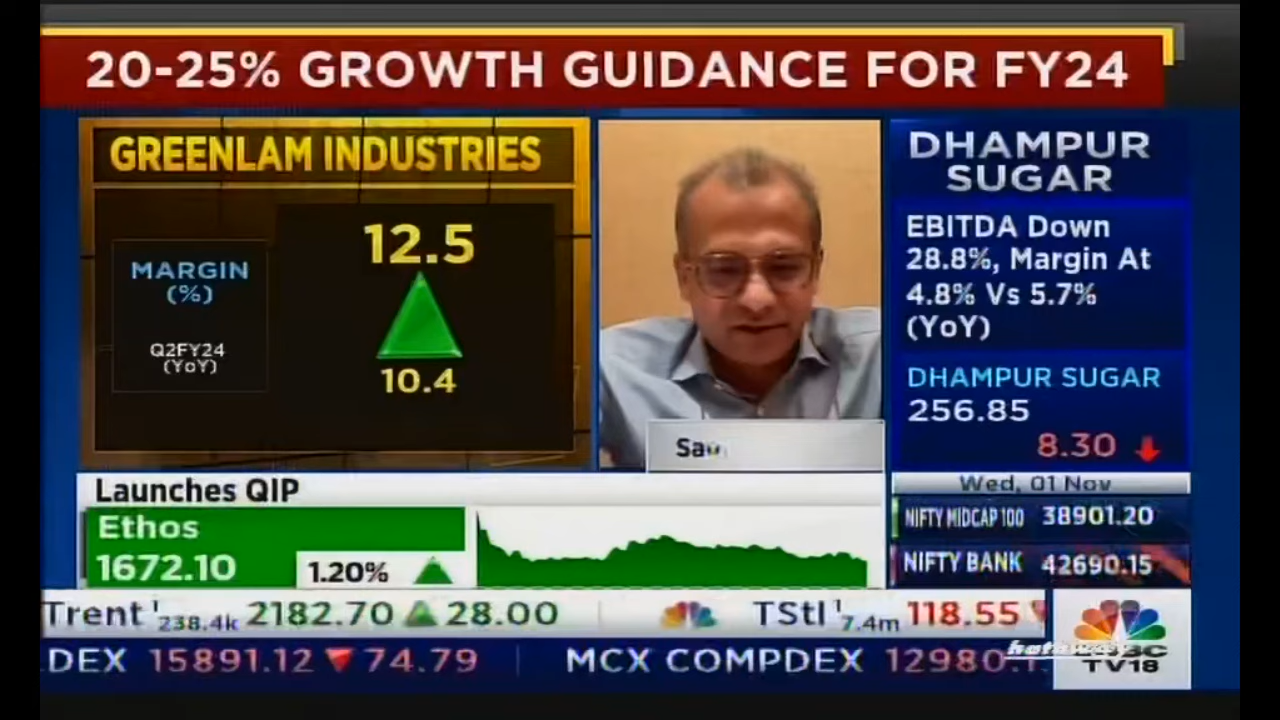 20-25% GROWTH GUIDANCE FOR FY24
GREENLAM INDUSTRIES
MARGIN
(%)
Q2FY24
(YoY)
12.5
10.4
DHAMPUR
SUGAR
EBITDA Down
28.8%, Margin At
4.8% Vs 5.7%
(YoY)
DHAMPUR SUGAR
256.85
8.30
Wed, 01 Nov
NIFTY MIDCAP 100 38901.20
NIFTY BANK 42690.15
Launches QIP
Ethos
1672.10
1.20%
Trent 238.4k 2182.70 28.00 TStl 7.4m 118.55
DEX 15891.12 74.79 MCX COMPDEX
TV18